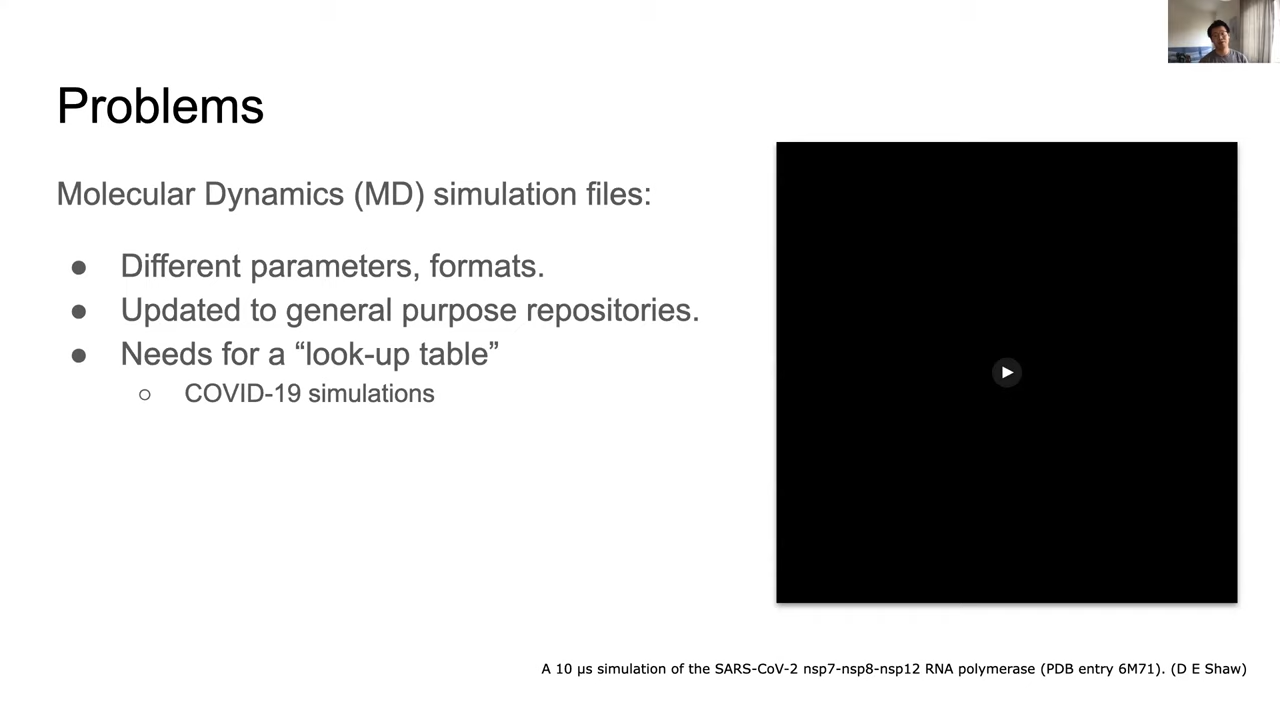 Problems
Molecular Dynamics (MD) simulation files:
● Different parameters, formats.
● Updated to general purpose repositories.
● Needs for a “look-up table”
○ COVID-19 simulations
A 10 µs simulation of the SARS-CoV-2 nsp7-nsp8-nsp12 RNA polymerase (PDB entry 6M71). (D E Shaw)